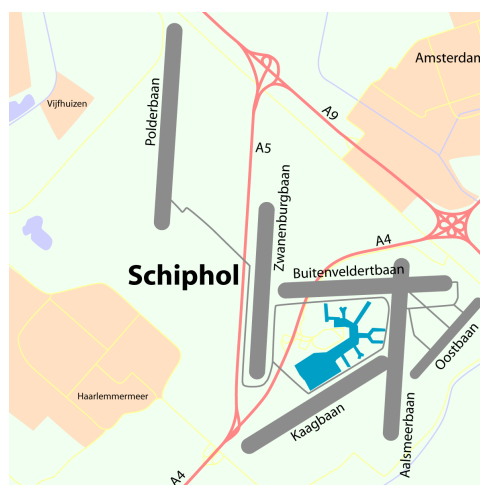 Amsterdam
Vijfhuizen
Polderbaan
A9
A5
Zwanenburgbaan
A4
Schiphol
Buitenveldertbaan
Oostbaan
Haarlemmermeer
Kaagbaan
Aalsmeerbaan
A4